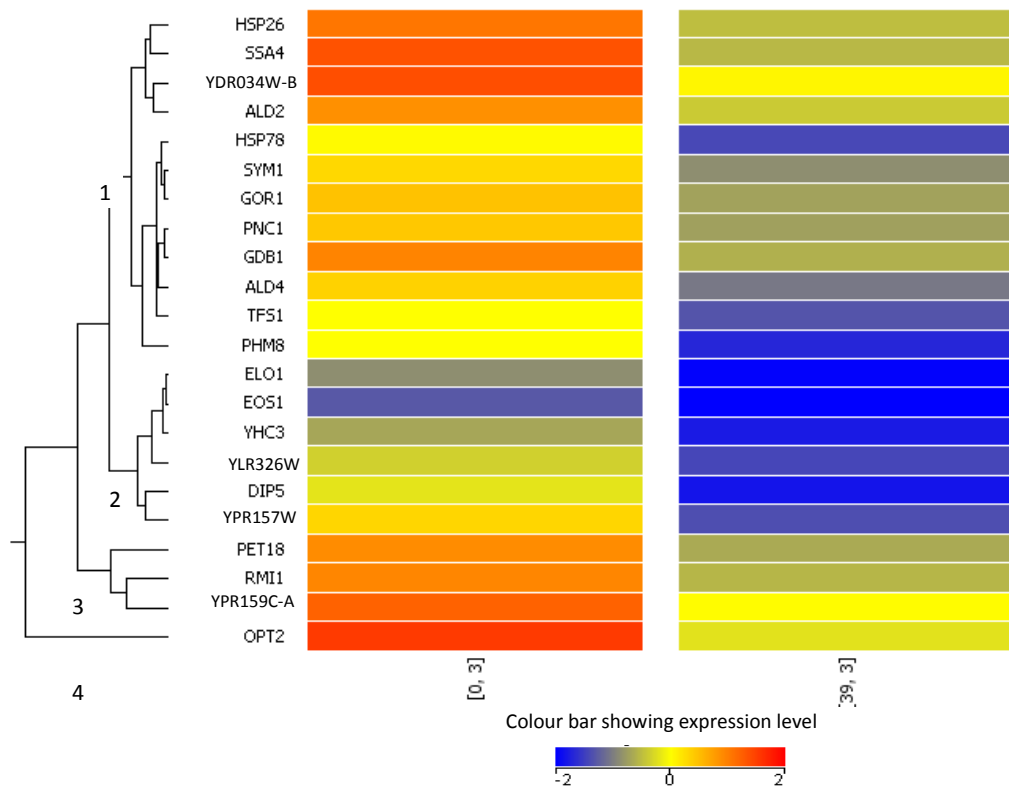 HSP26
SSA4
YDR034W-B
ALD2
HSP78
SYM1
GOR1
PNC1
GDB1
ALD4
TFS1
PHM8
ELO1
EOS1
YHC3
YLR326W
DIP5
YPR157W
PET18
RMI1
YPR159C-A
OPT2
1
2
3
4
[0, 3]
39, 3]
Colour bar showing expression level
-2 0 2